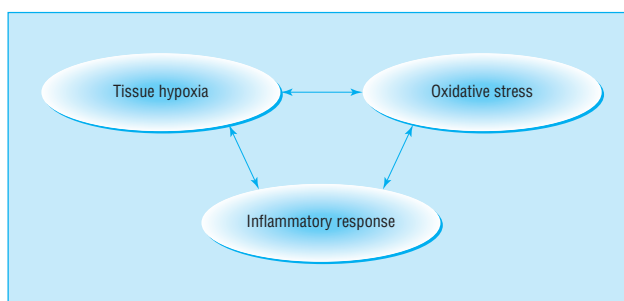 Tissue hypoxia
Oxidative stress
Inflammatory response